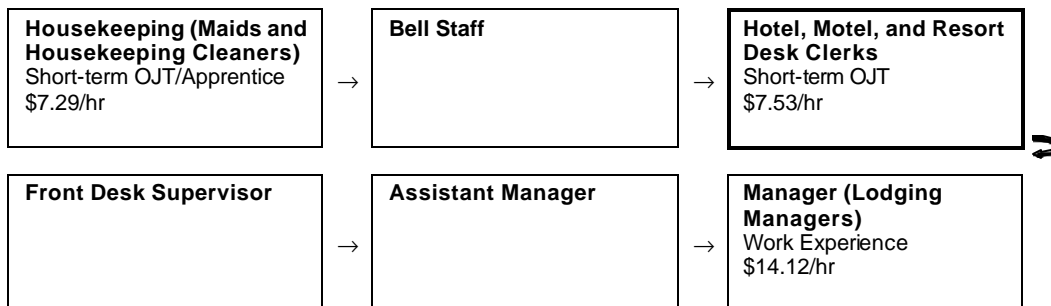 Housekeeping (Maids and
Housekeeping Cleaners)
Short-term OJT/Apprentice
$7.29/hr
→
Bell Staff
→
Hotel, Motel, and Resort
Desk Clerks
Short-term OJT
$7.53/hr
Front Desk Supervisor
→
Assistant Manager
→
Manager (Lodging
Managers)
Work Experience
$14.12/hr